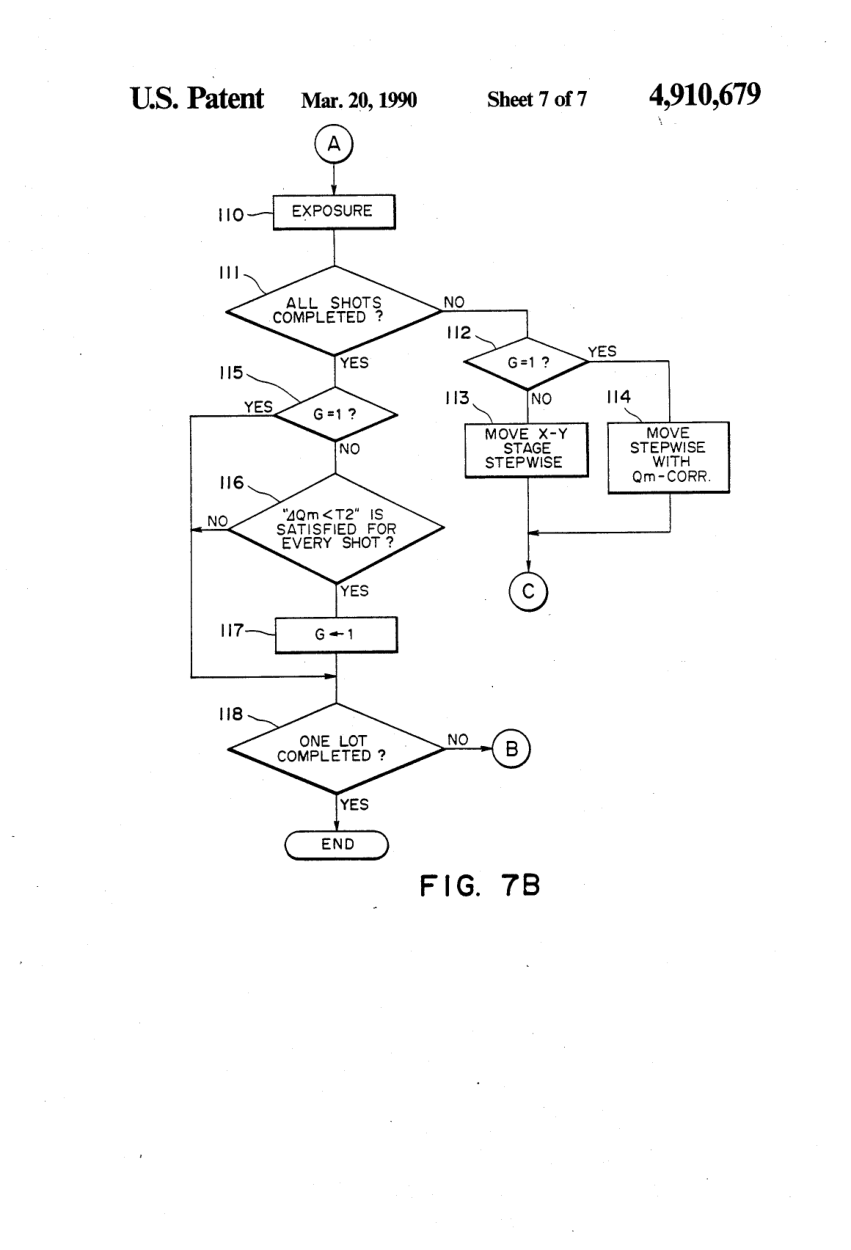 U.S. Patent Mar. 20, 1990 Sheet 7 of 7 4,910,679
A
110
EXPOSURE
111
ALL SHOTS
COMPLETED ?
NO
YES
112
G=1 ?
YES
NO
113
MOVE X-Y
STAGE
STEPWISE
114
MOVE
STEPWISE
WITH
Qm-CORR.
C
115
YES
G=1 ?
NO
116
"ΔQm<T2" IS
SATISFIED FOR
EVERY SHOT ?
NO
YES
117
G←1
118
ONE LOT
COMPLETED ?
NO
B
YES
END
FIG. 7B